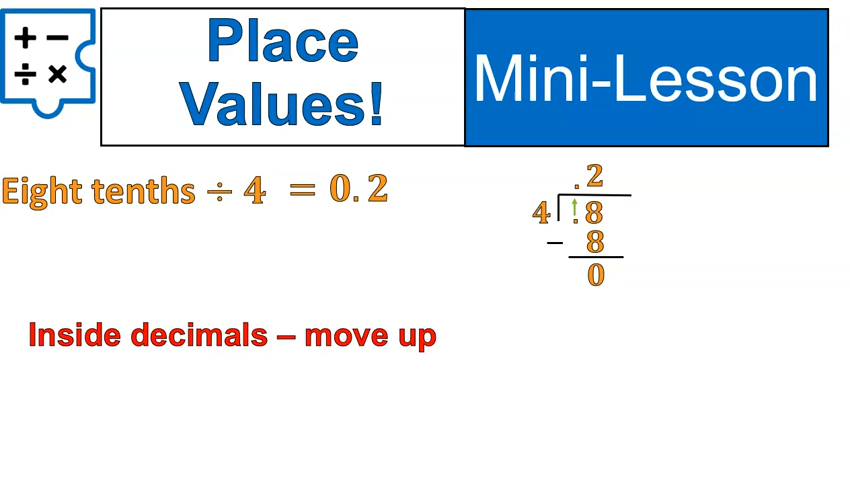 + −
÷ ×
Place
Values!
Mini-Lesson
Eight tenths ÷ 4 = 0.2
.2
4 .8
− 8
0
Inside decimals – move up